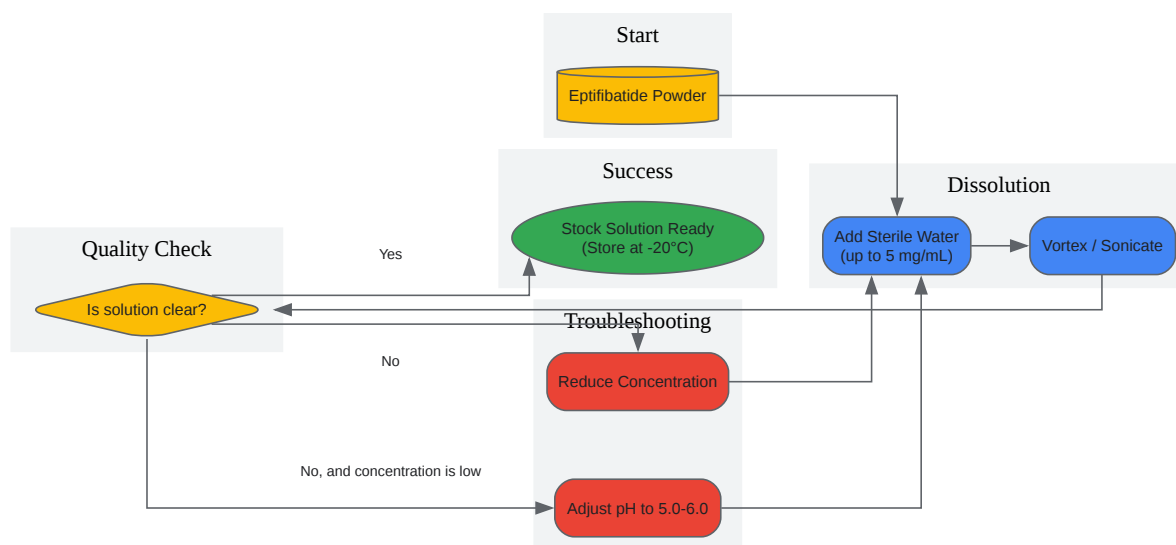 Start
Eptifibatide Powder
Success
Stock Solution Ready
(Store at -20°C)
Dissolution
Add Sterile Water
(up to 5 mg/mL)
Vortex / Sonicate
Quality Check
Is solution clear?
Yes
No
No, and concentration is low
Troubleshooting
Reduce Concentration
Adjust pH to 5.0-6.0